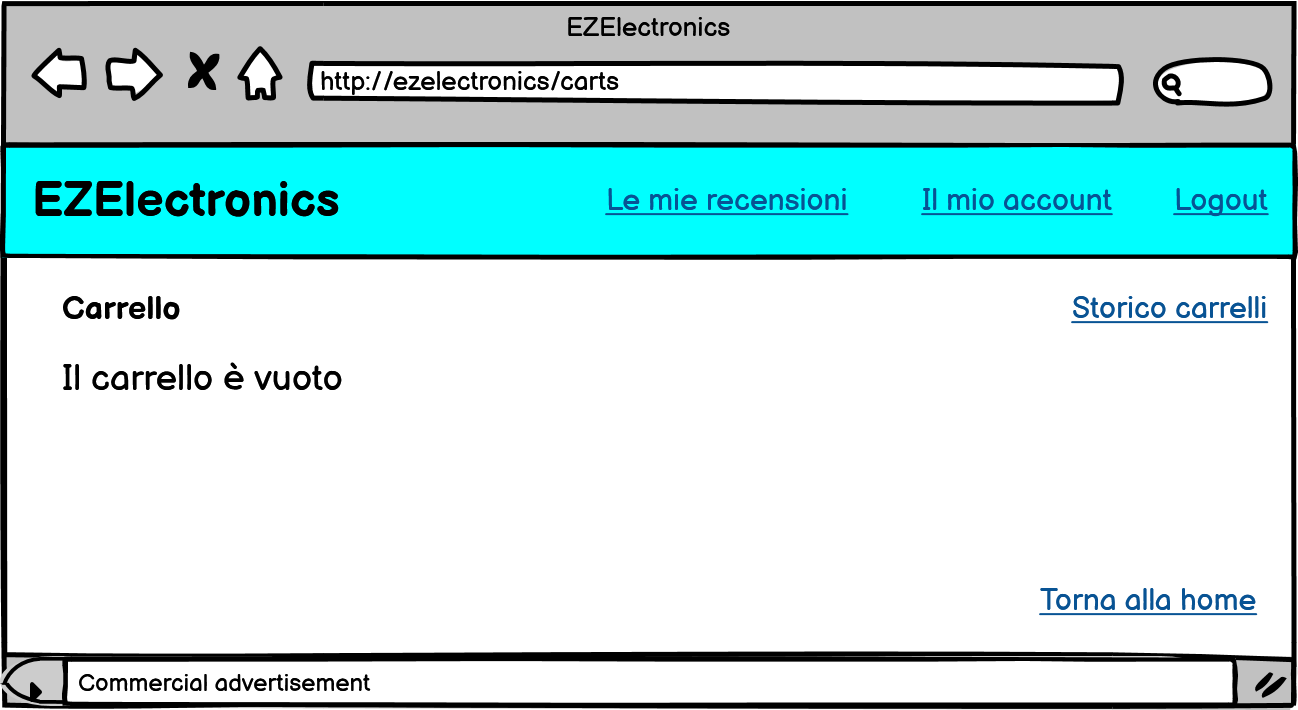 EZElectronics
http://ezelectronics/carts
EZElectronics
Le mie recensioni
Il mio account
Logout
Carrello
Storico carrelli
Il carrello è vuoto
Torna alla home
Commercial advertisement